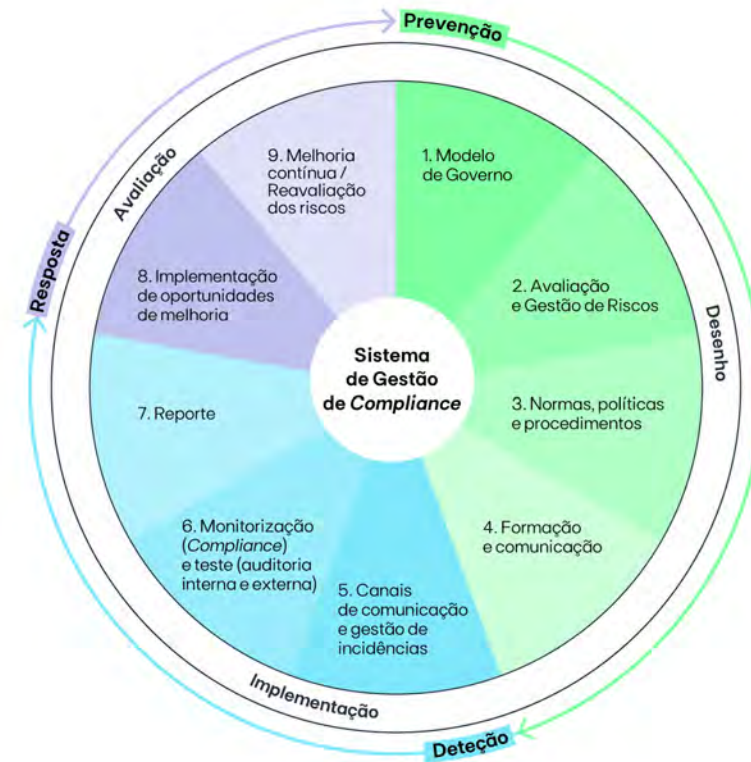 Prevenção
Avaliação
9. Melhoria
contínua /
Reavaliação
dos riscos
1. Modelo
de Governo
Resposta
8. Implementação
de oportunidades
de melhoria
2. Avaliação
e Gestão de Riscos
Desenho
Sistema
de Gestão
de Compliance
7. Reporte
3. Normas, políticas
e procedimentos
6. Monitorização
(Compliance)
e teste (auditoria
interna e externa)
4. Formação
e comunicação
5. Canais
de comunicação
e gestão de
incidências
Implementação
Deteção